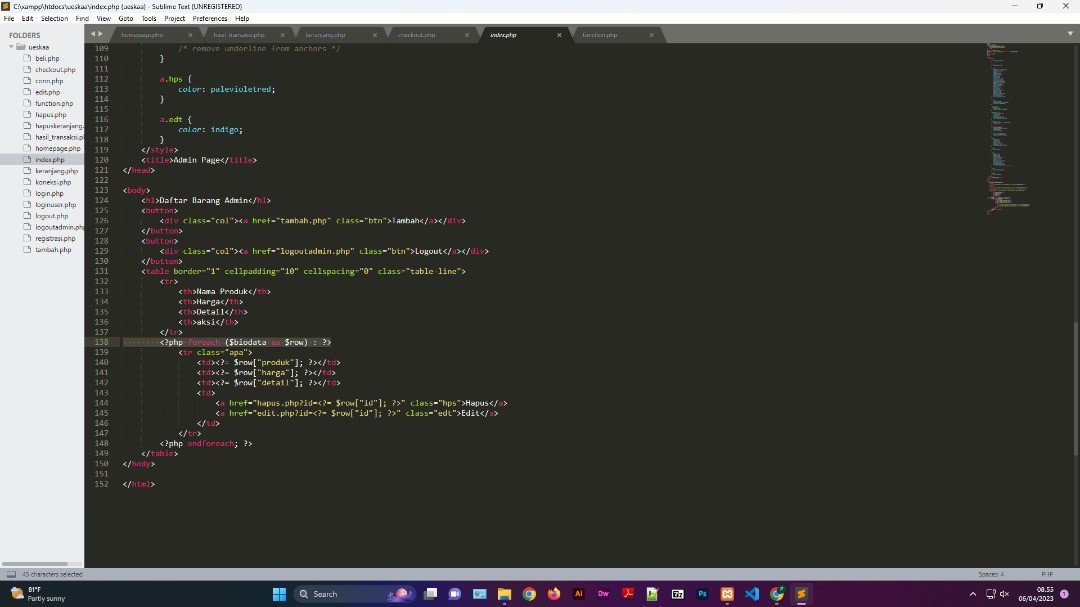 C:\xampp\htdocs\ueskaa\index.php (ueskaa) - Sublime Text (UNREGISTERED)
File Edit Selection Find View Goto Tools Project Preferences Help
FOLDERS
ueskaa
beli.php
checkout.php
conn.php
edit.php
function.php
hapus.php
hapuskeranjang.
hasil_transaksi.p
homepage.php
index.php
keranjang.php
koneksi.php
login.php
loginuser.php
logout.php
logoutadmin.php
registrasi.php
tambah.php
homepage.php hasil_transaksi.php keranjang.php checkout.php index.php function.php
109 /* remove underline from anchors */
110 }
111
112 a.hps {
113 color: palevioletred;
114 }
115
116 a.edt {
117 color: indigo;
118 }
119 </style>
120 <title>Admin Page</title>
121 </head>
122
123 <body>
124 <h1>Daftar Barang Admin</h1>
125 <button>
126 <div class="col"><a href="tambah.php" class="btn">Tambah</a></div>
127 </button>
128 <button>
129 <div class="col"><a href="logoutadmin.php" class="btn">Logout</a></div>
130 </button>
131 <table border="1" cellpadding="10" cellspacing="0" class="table-line">
132 <tr>
133 <th>Nama Produk</th>
134 <th>Harga</th>
135 <th>Detail</th>
136 <th>aksi</th>
137 </tr>
138 <?php foreach ($biodata as $row) : ?>
139 <tr class="apa">
140 <td><?= $row["produk"]; ?></td>
141 <td><?= $row["harga"]; ?></td>
142 <td><?= $row["detail"]; ?></td>
143 <td>
144 <a href="hapus.php?id=<?= $row["id"]; ?>" class="hps">Hapus</a>
145 <a href="edit.php?id=<?= $row["id"]; ?>" class="edt">Edit</a>
146 </td>
147 </tr>
148 <?php endforeach; ?>
149 </table>
150 </body>
151
152 </html>
45 characters selected
Spaces: 4 PHP
81°F
Partly sunny
Search
08.55
06/04/2023